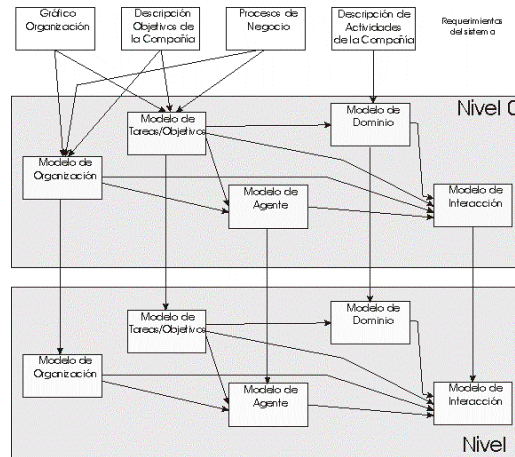 Gráfico
Organización
Descripción
Objetivos de
la Compañía
Procesos de
Negocio
Descripción
de Actividades
de la Compañía
Requerimientos
del sistema
Nivel 0
Modelo de
Tareas/Objetivos
Modelo de
Dominio
Modelo de
Organización
Modelo de
Agente
Modelo de
Interacción
Modelo de
Tareas/Objetivos
Modelo de
Dominio
Modelo de
Organización
Modelo de
Agente
Modelo de
Interacción
Nivel